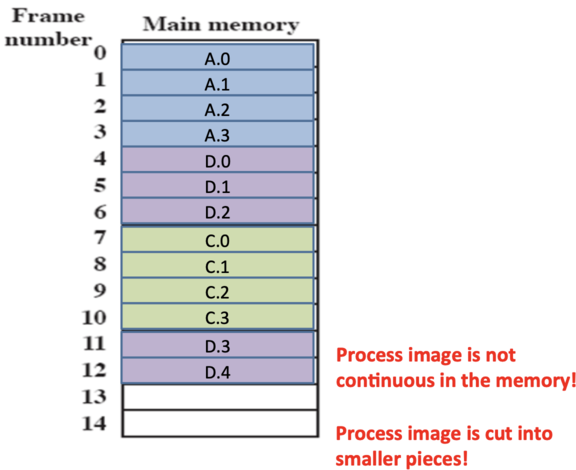 Frame
number
Main memory
0 A.0
1 A.1
2 A.2
3 A.3
4 D.0
5 D.1
6 D.2
7 C.0
8 C.1
9 C.2
10 C.3
11 D.3
12 D.4
13
14
Process image is not
continuous in the memory!
Process image is cut into
smaller pieces!